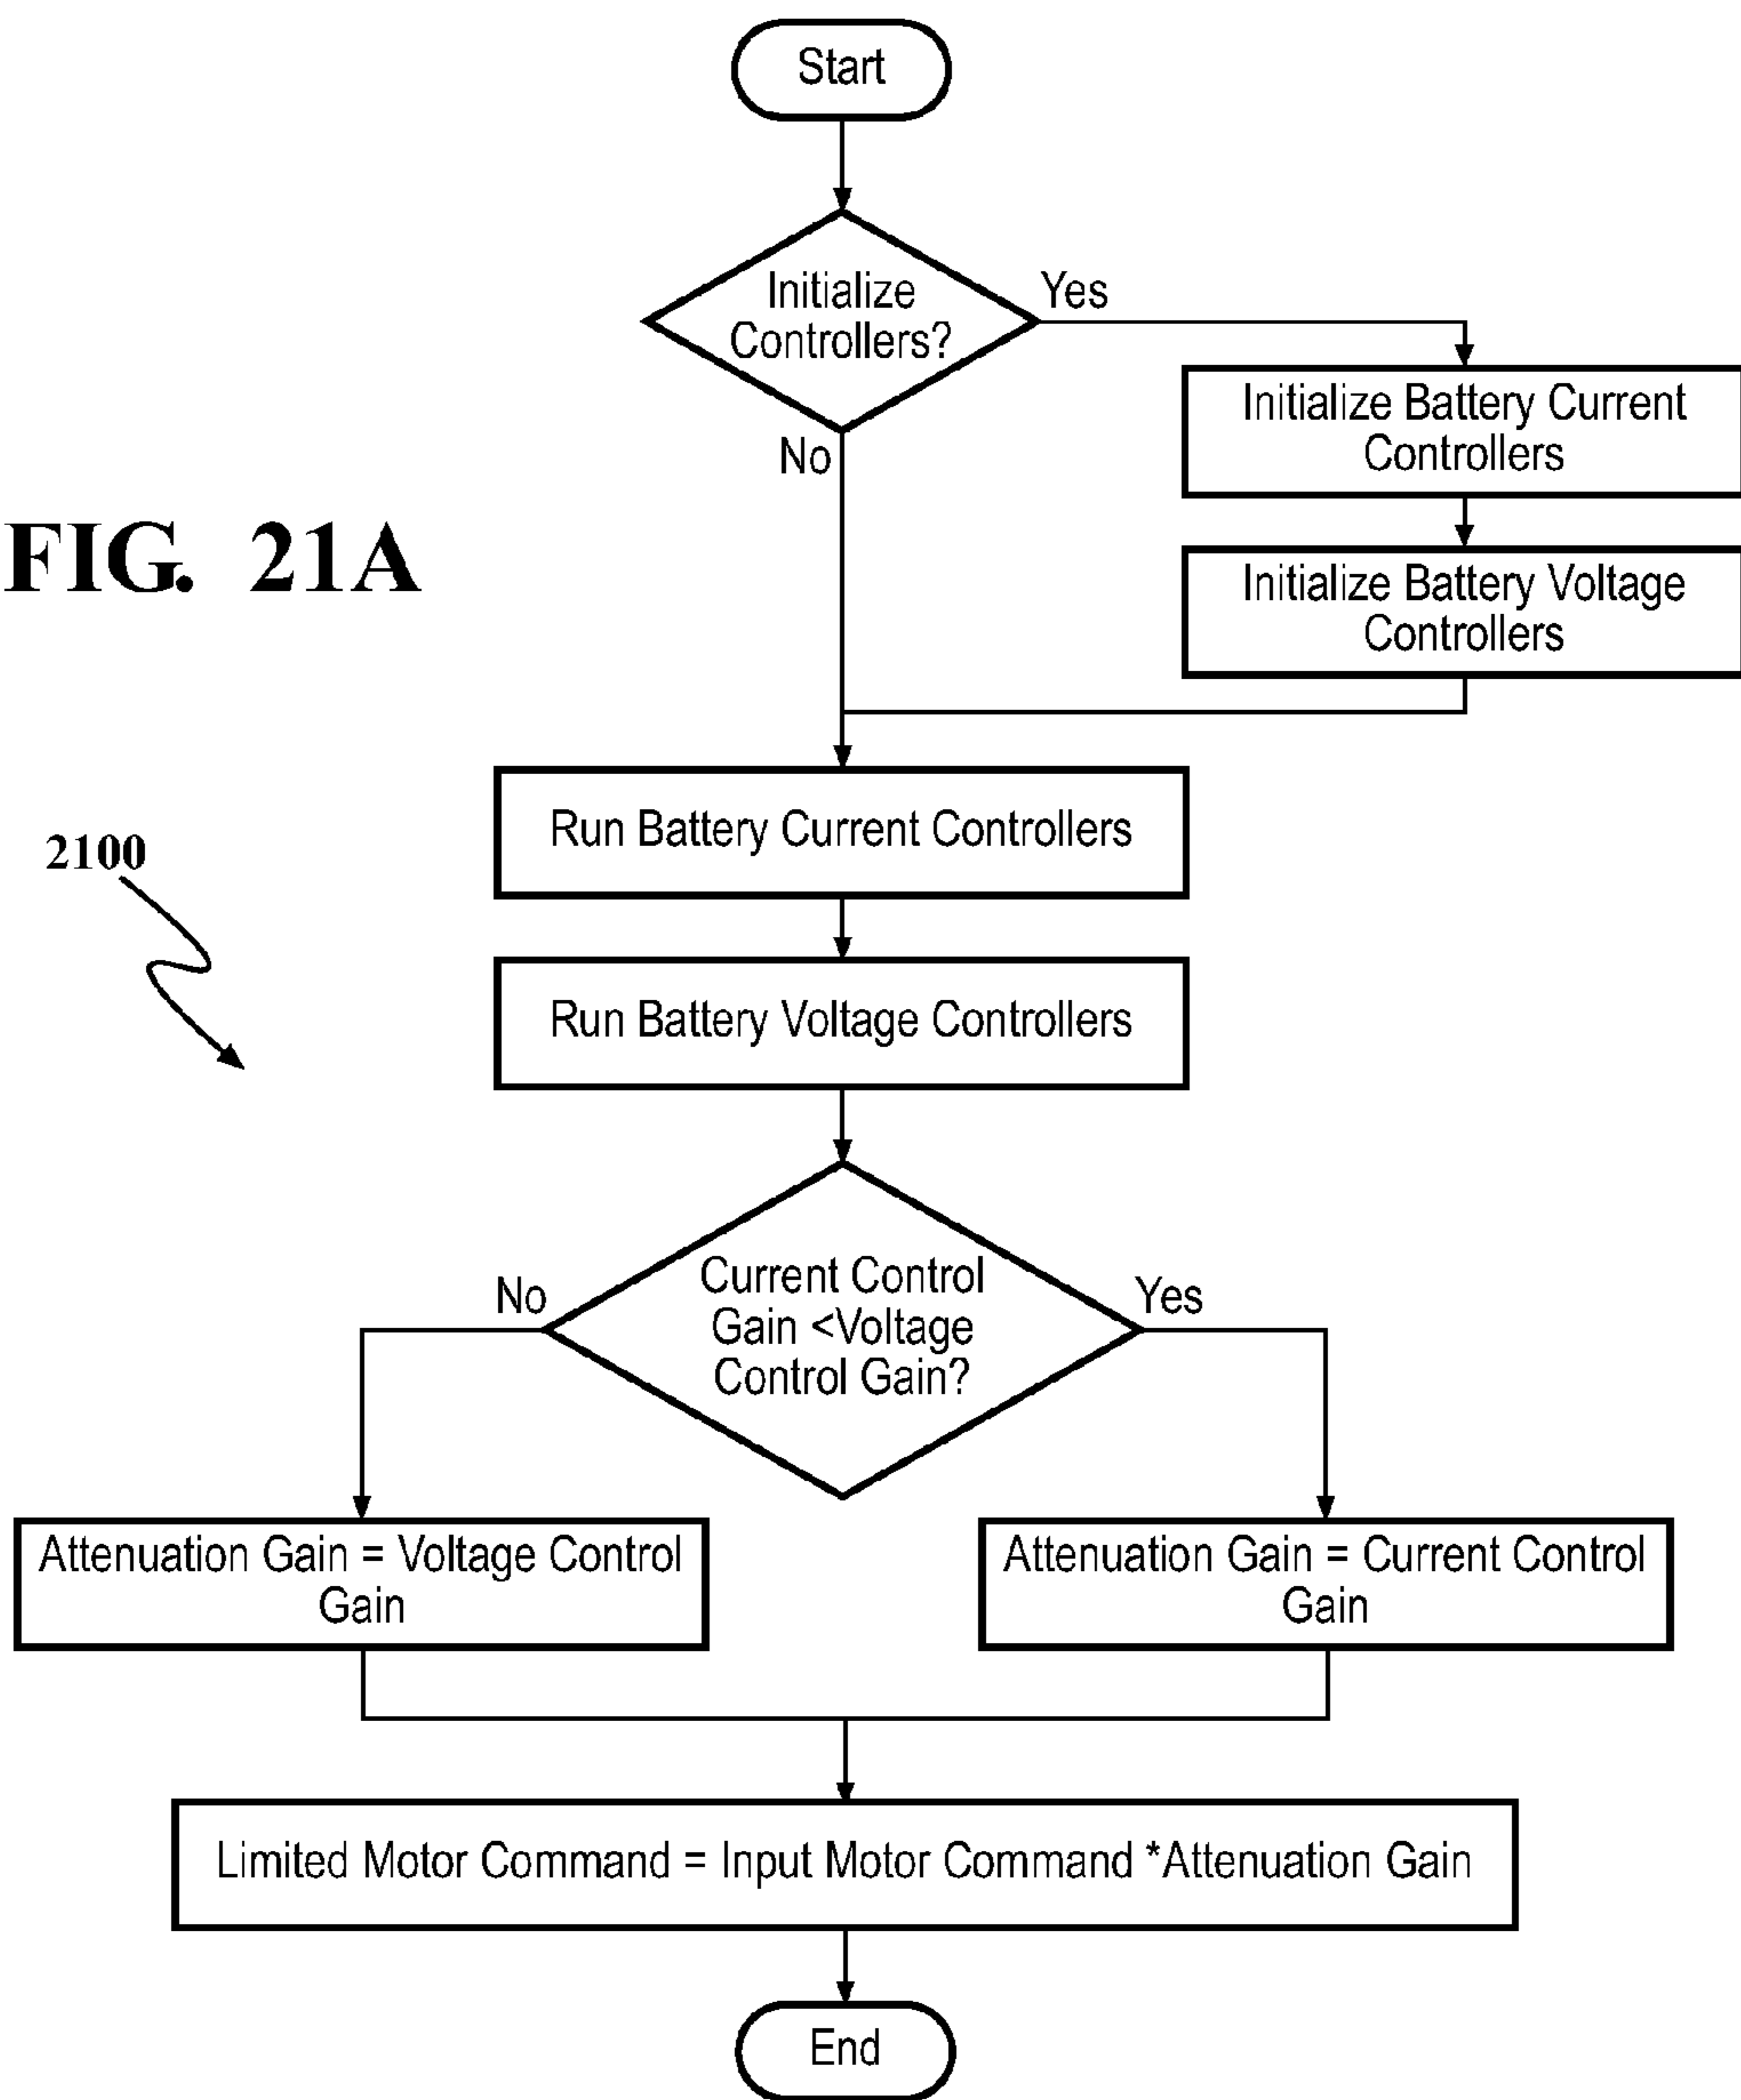 Start
Initialize
Controllers?
Yes
No
Initialize Battery Current
Controllers
Initialize Battery Voltage
Controllers
FIG. 21A
Run Battery Current Controllers
2100
Run Battery Voltage Controllers
Current Control
Gain <Voltage
Control Gain?
No
Yes
Attenuation Gain = Voltage Control
Gain
Attenuation Gain = Current Control
Gain
Limited Motor Command = Input Motor Command *Attenuation Gain
End